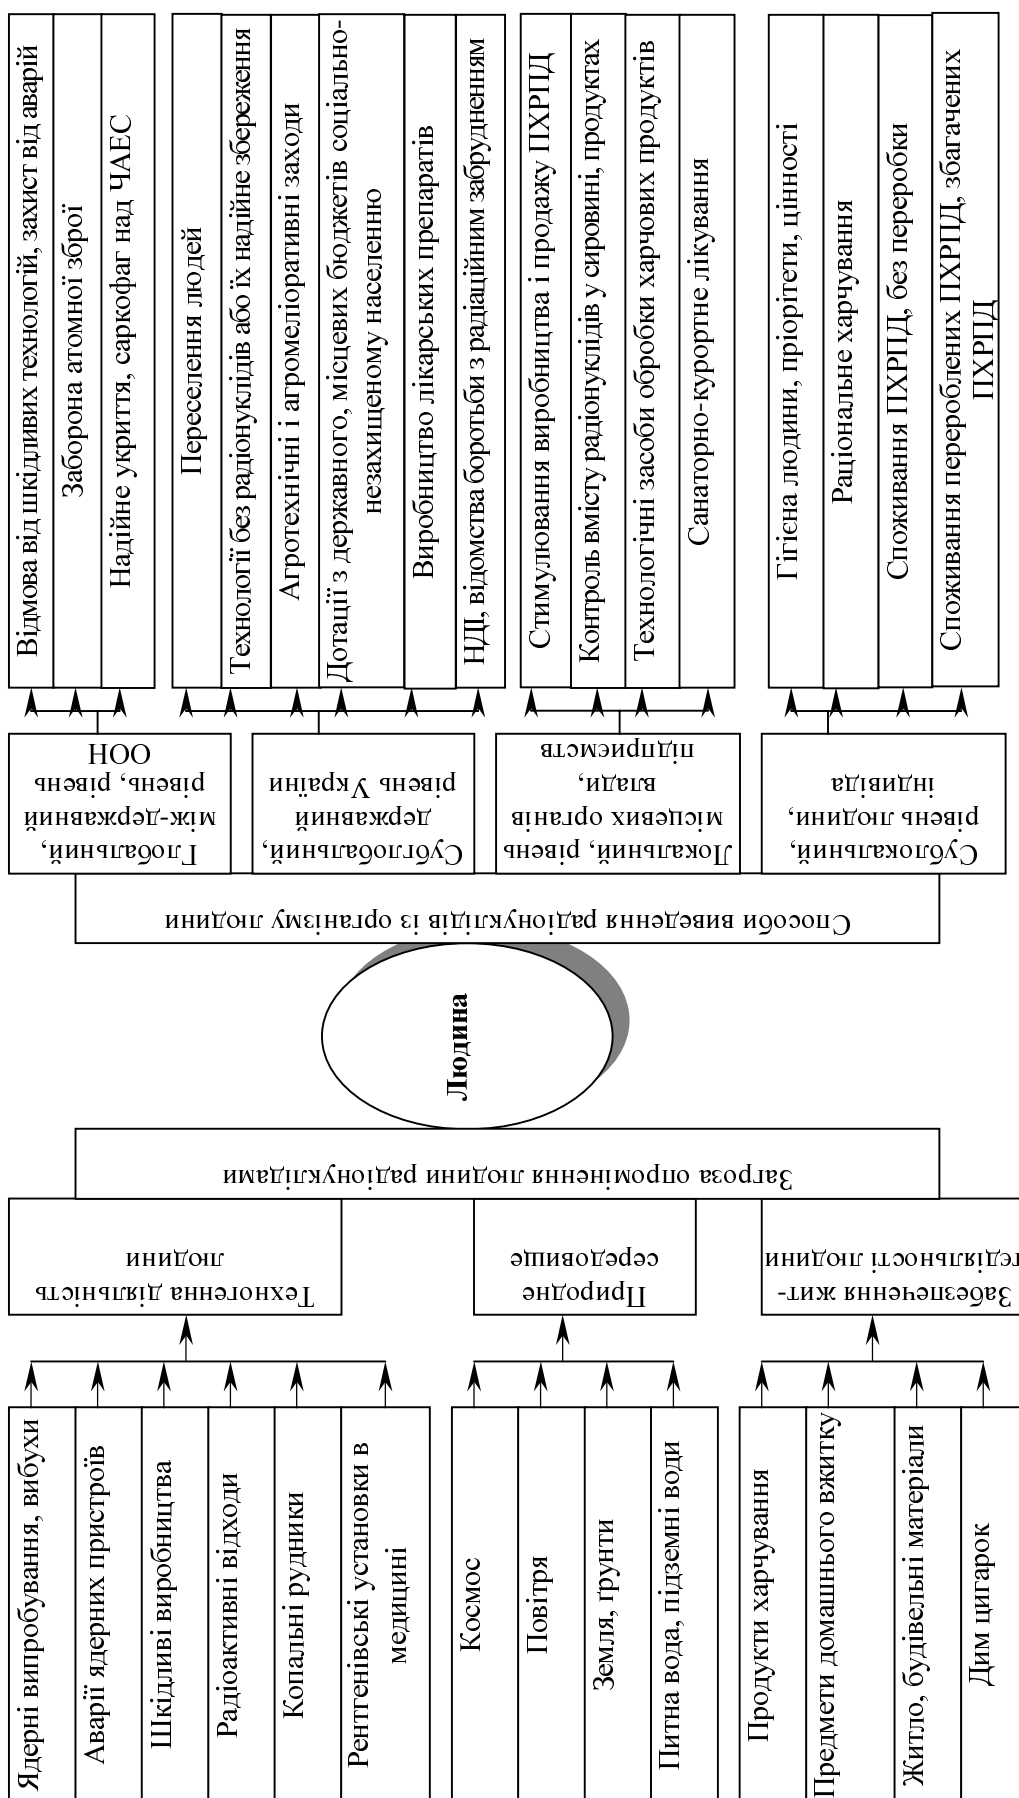 Ядерні випробування, вибухи
Аварії ядерних пристроїв
Шкідливі виробництва
Радіоактивні відходи
Копальні рудники
Рентгенівські установки в
медицині
Космос
Повітря
Земля, ґрунти
Питна вода, підземні води
Продукти харчування
Предмети домашнього вжитку
Житло, будівельні матеріали
Дим цигарок
Техногенна діяльність
людини
Природне
середовище
Забезпечення жит-
тєдіяльності людини
Загроза опромінення людини радіонуклідами
Людина
Способи виведення радіонуклідів із організму людини
Глобальний,
між-державний
рівень, рівень
ООН
Субглобальний,
державний
рівень України
Локальний, рівень
місцевих органів
влади,
підприємств
Сублокальний,
рівень людини,
індивіда
Відмова від шкідливих технологій, захист від аварій
Заборона атомної зброї
Надійне укриття, саркофаг над ЧАЕС
Переселення людей
Технології без радіонуклідів або їх надійне збереження
Агротехнічні і агромеліоративні заходи
Дотації з державного, місцевих бюджетів соціально-
незахищеному населенню
Виробництво лікарських препаратів
НДІ, відомства боротьби з радіаційним забрудненням
Стимулювання виробництва і продажу ПХРПД
Контроль вмісту радіонуклідів у сировині, продуктах
Технологічні засоби обробки харчових продуктів
Санаторно-курортне лікування
Гігієна людини, пріорітети, цінності
Раціональне харчування
Споживання ПХРПД, без переробки
Споживання перероблених ПХРПД, збагачених
ПХРПД